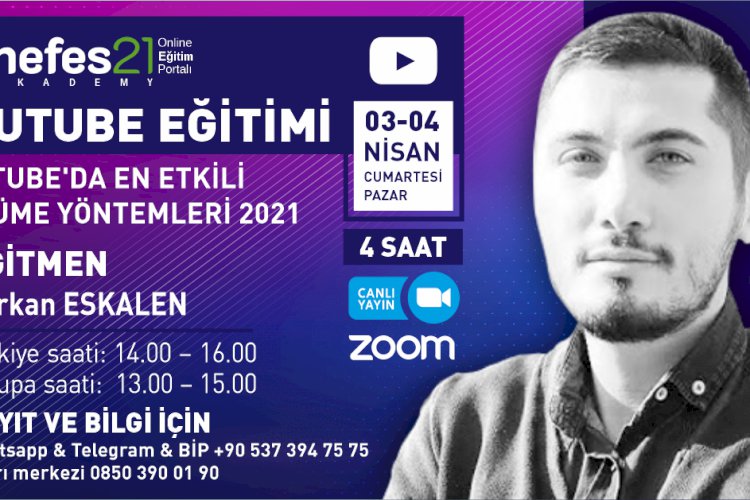 nefes21
Online
Eğitim
Portalı
KADEMY
UTUBE EĞİTİMİ
03-04
NİSAN
CUMARTESİ
PAZAR
TUBE'DA EN ETKİLİ
ÜME YÖNTEMLERİ 2021
4 SAAT
ĞİTMEN
rkan ESKALEN
CANLI
YAYIN
zoom
kiye saati: 14.00 – 16.00
upa saati: 13.00 – 15.00
YIT VE BİLGİ İÇİN
tsapp & Telegram & BİP +90 537 394 75 75
rı merkezi 0850 390 01 90